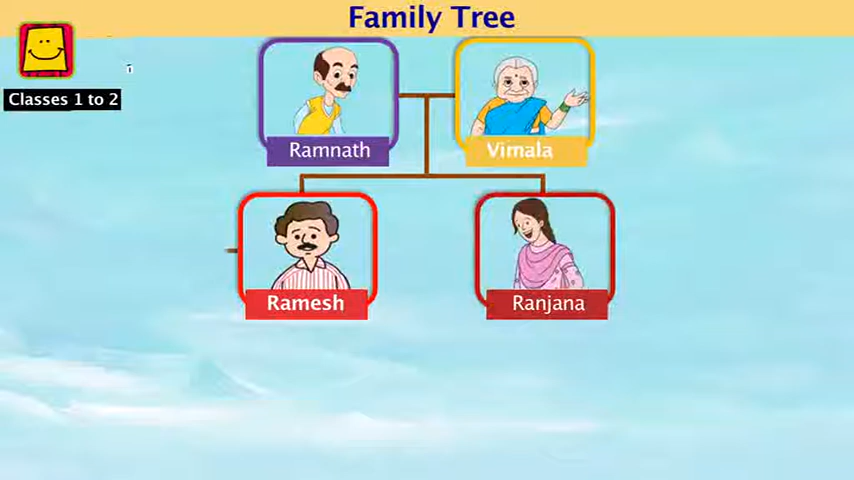 Family Tree
Classes 1 to 2
Ramnath
Vimala
Ramesh
Ranjana